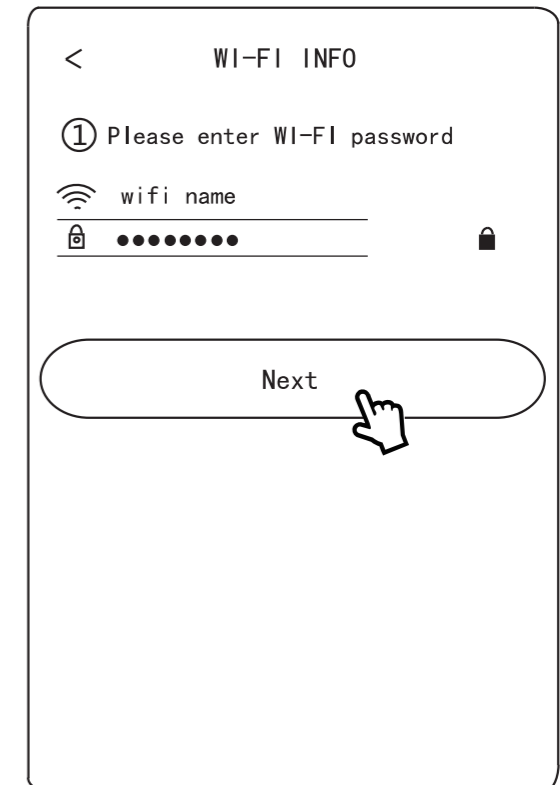 < WI-FI INFO
① Please enter WI-FI password
wifi name
●●●●●●●●
Next